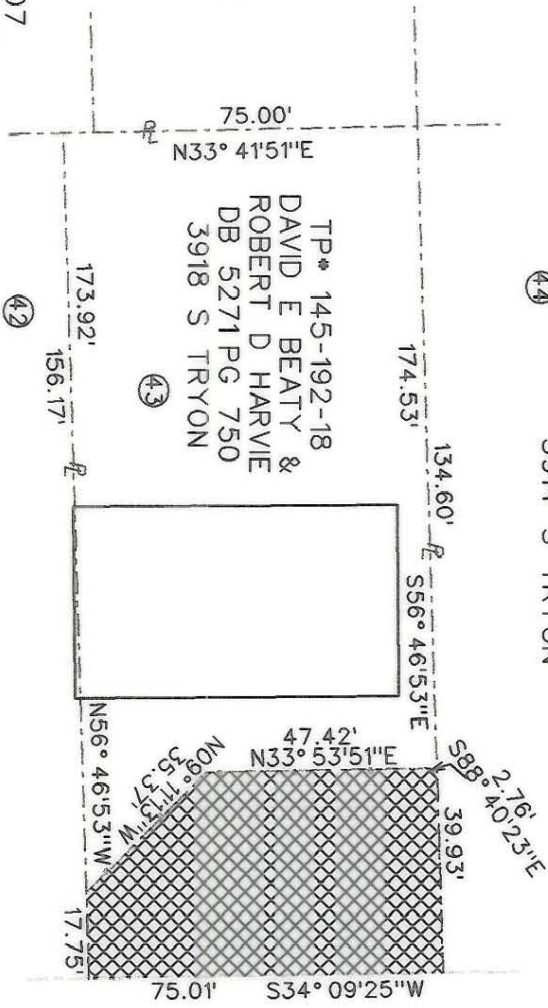 07
44
75.00'
N33° 41'51"E
TP# 145-192-18
DAVID E BEATY &
ROBERT D HARVIE
DB 5271 PG 750
3918 S TRYON
43
42
174.53'
134.60'
S56° 46'53"E
173.92'
156.17'
N56° 46'53"W
47.42'
N33° 53'51"E
2.76'
S88° 40'23"E
39.93'
N09° 11'13"W
35.37'
17.75'
75.01' S34° 09'25"W